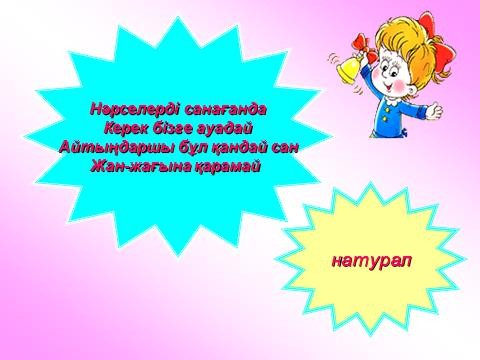 Нәрселерді санағанда
Керек бізге ауадай
Айтыңдаршы бұл қандай сан
Жан-жағына қарамай
натурал